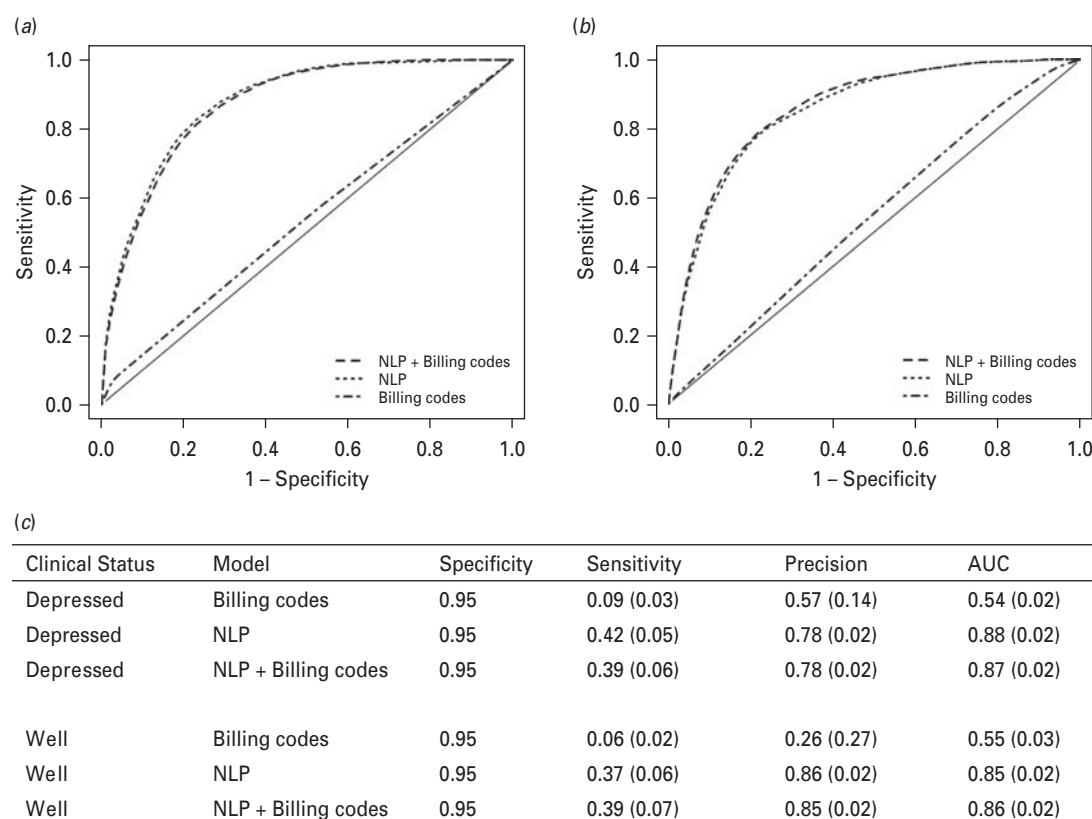 (a)
1.0
0.8
0.6
0.4
0.2
0.0
Sensitivity
NLP + Billing codes
NLP
Billing codes
0.0 0.2 0.4 0.6 0.8 1.0
1 – Specificity
(b)
1.0
0.8
0.6
0.4
0.2
0.0
Sensitivity
NLP + Billing codes
NLP
Billing codes
0.0 0.2 0.4 0.6 0.8 1.0
1 – Specificity
(c)
Clinical Status Model Specificity Sensitivity Precision AUC
Depressed Billing codes 0.95 0.09 (0.03) 0.57 (0.14) 0.54 (0.02)
Depressed NLP 0.95 0.42 (0.05) 0.78 (0.02) 0.88 (0.02)
Depressed NLP + Billing codes 0.95 0.39 (0.06) 0.78 (0.02) 0.87 (0.02)
Well Billing codes 0.95 0.06 (0.02) 0.26 (0.27) 0.55 (0.03)
Well NLP 0.95 0.37 (0.06) 0.86 (0.02) 0.85 (0.02)
Well NLP + Billing codes 0.95 0.39 (0.07) 0.85 (0.02) 0.86 (0.02)